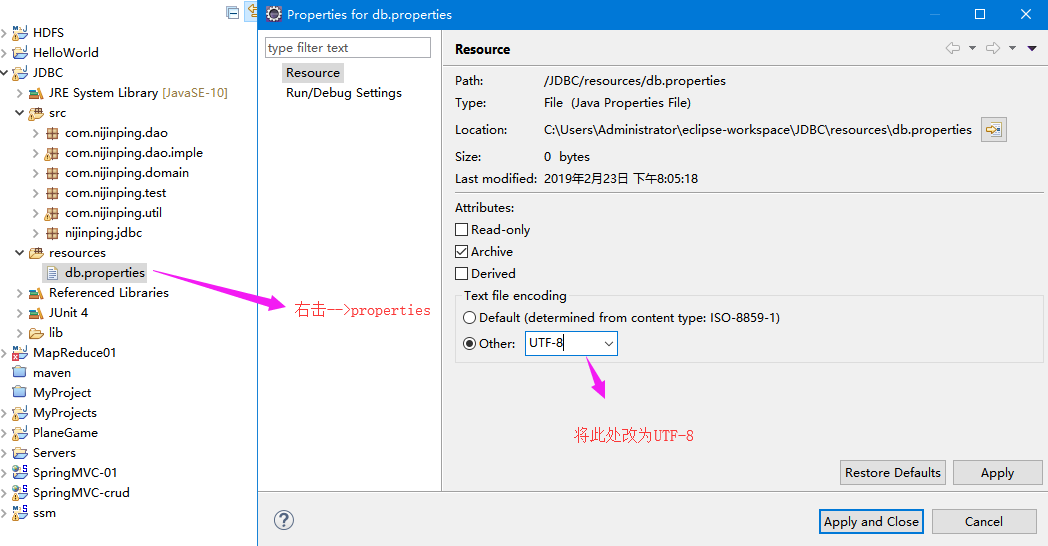 HDFS
HelloWorld
JDBC
JRE System Library [JavaSE-10]
src
com.nijinping.dao
com.nijinping.dao.imple
com.nijinping.domain
com.nijinping.test
com.nijinping.util
nijinping.jdbc
resources
db.properties
Referenced Libraries
JUnit 4
lib
MapReduce01
maven
MyProject
MyProjects
PlaneGame
Servers
SpringMVC-01
SpringMVC-crud
ssm
Properties for db.properties
type filter text
Resource
Run/Debug Settings
右击-->properties
Resource
Path: /JDBC/resources/db.properties
Type: File (Java Properties File)
Location: C:\Users\Administrator\eclipse-workspace\JDBC\resources\db.properties
Size: 0 bytes
Last modified: 2019年2月23日 下午8:05:18
Attributes:
Read-only
Archive
Derived
Text file encoding
Default (determined from content type: ISO-8859-1)
Other: UTF-8
将此处改为UTF-8
Restore Defaults Apply
Apply and Close Cancel